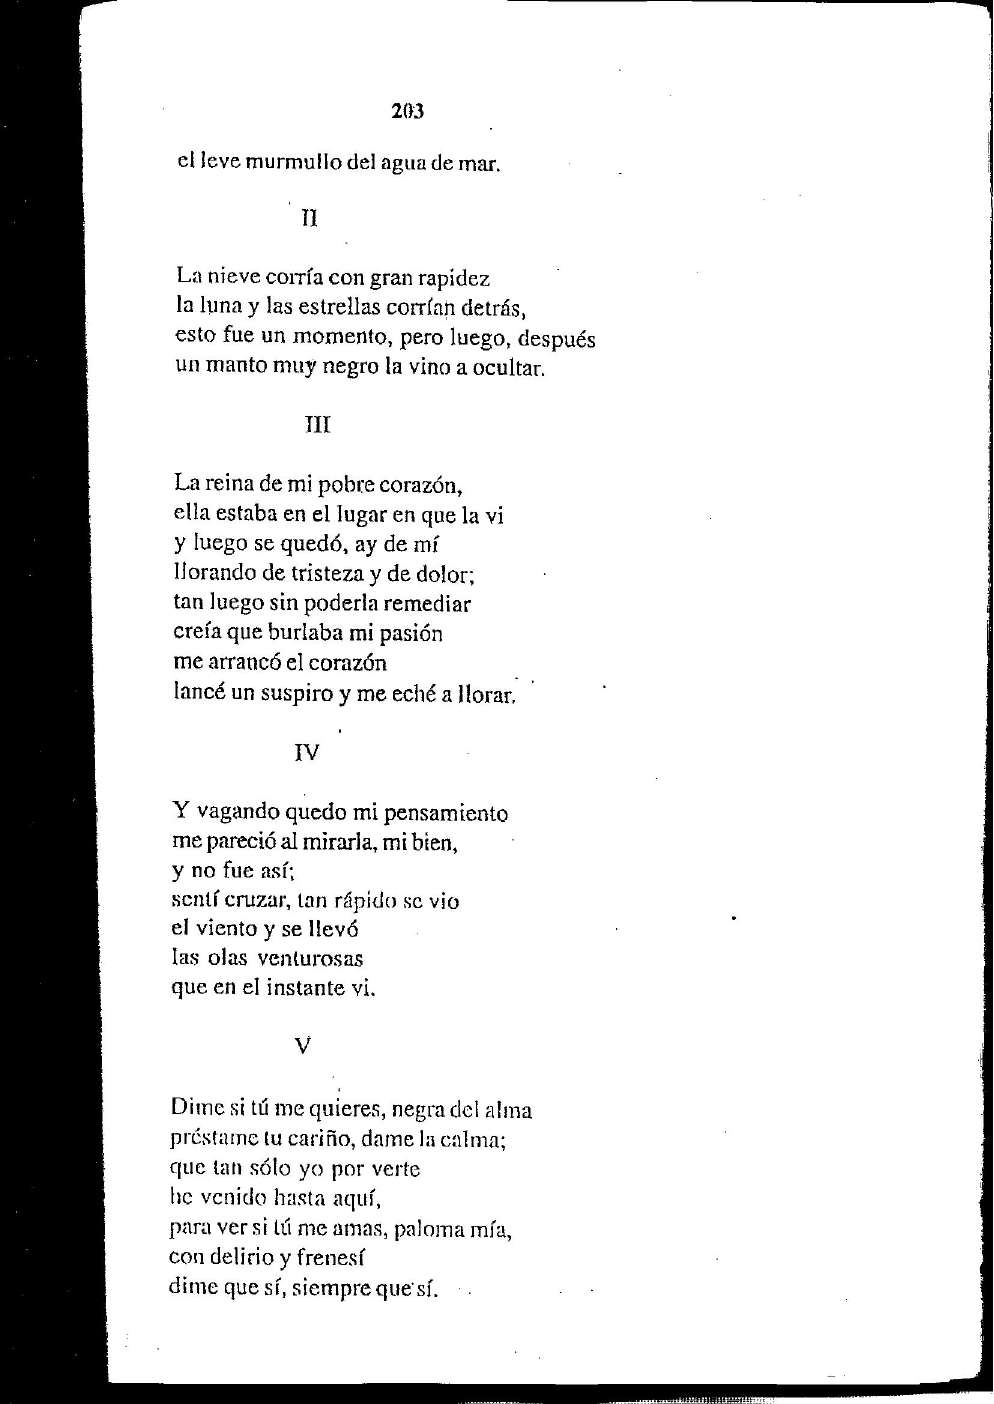 203
el leve murmullo del agua de mar.
II
La nieve corría con gran rapidez
la luna y las estrellas corrían detrás,
esto fue un momento, pero luego, después
un manto muy negro la vino a ocultar.
III
La reina de mi pobre corazón,
ella estaba en el lugar en que la vi
y luego se quedó, ay de mí
llorando de tristeza y de dolor;
tan luego sin poderla remediar
creía que burlaba mi pasión
me arrancó el corazón
lancé un suspiro y me eché a llorar.
IV
Y vagando quedo mi pensamiento
me pareció al mirarla, mi bien,
y no fue así;
sentí cruzar, tan rápido se vio
el viento y se llevó
las olas venturosas
que en el instante vi.
V
Dime si tú me quieres, negra del alma
préstame tu cariño, dame la calma;
que tan sólo yo por verte
he venido hasta aquí,
para ver si tú me amas, paloma mía,
con delirio y frenesí
dime que sí, siempre que sí.